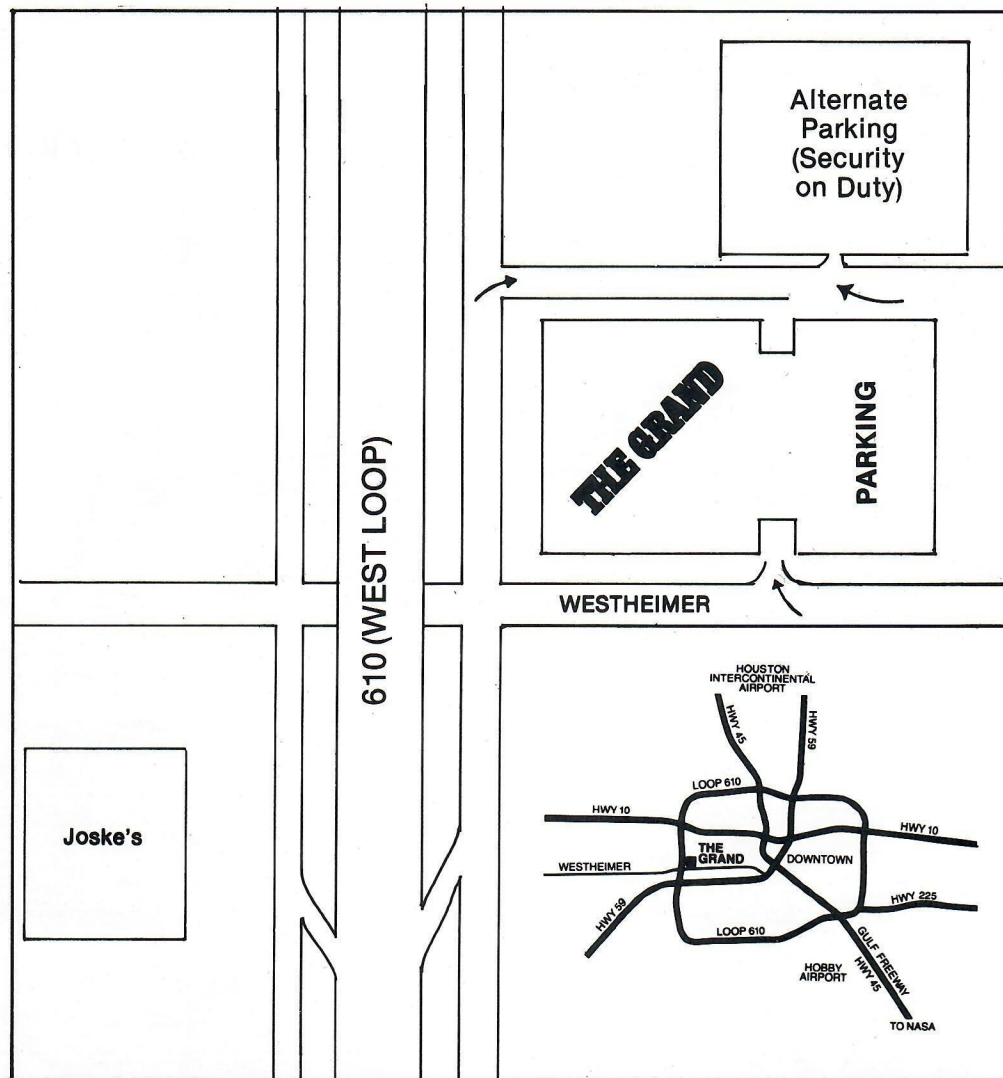 Alternate
Parking
(Security
on Duty)
THE GRAND
PARKING
610 (WEST LOOP)
WESTHEIMER
Joske's
HOUSTON
INTERCONTINENTAL
AIRPORT
HWY 45
HWY 59
LOOP 610
HWY 10
HWY 10
THE
GRAND
DOWNTOWN
WESTHEIMER
HWY 59
HWY 225
LOOP 610
GULF FREEWAY
HWY 45
HOBBY
AIRPORT
TO NASA